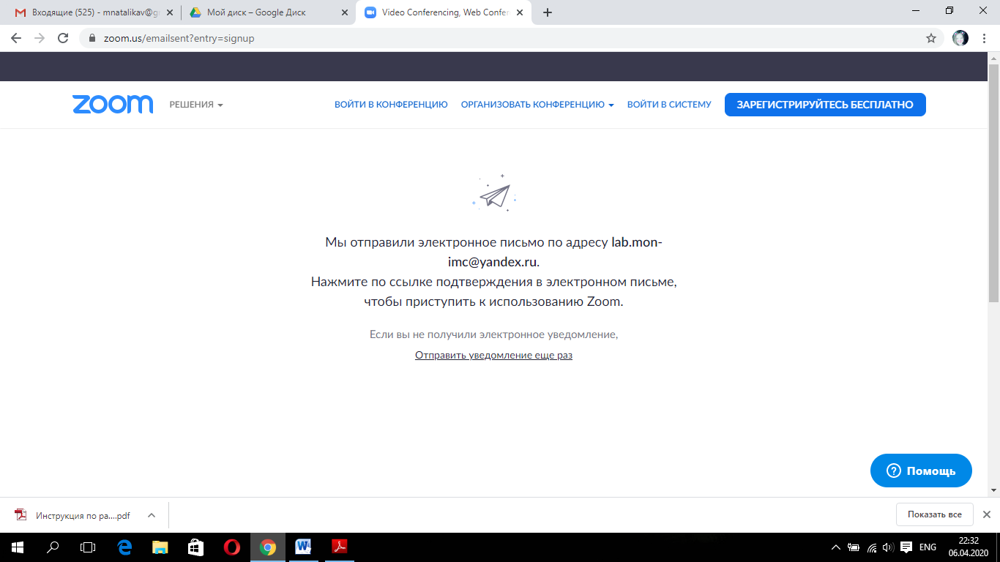 Входящие (525) - mnatalikav@g
Мой диск – Google Диск
Video Conferencing, Web Confer
zoom.us/emailsent?entry=signup
zoom
РЕШЕНИЯ
ВОЙТИ В КОНФЕРЕНЦИЮ
ОРГАНИЗОВАТЬ КОНФЕРЕНЦИЮ
ВОЙТИ В СИСТЕМУ
ЗАРЕГИСТРИРУЙТЕСЬ БЕСПЛАТНО
Мы отправили электронное письмо по адресу lab.mon-
imc@yandex.ru.
Нажмите по ссылке подтверждения в электронном письме,
чтобы приступить к использованию Zoom.
Если вы не получили электронное уведомление,
Отправить уведомление еще раз
Помощь
Инструкция по ра....pdf
Показать все
ENG
22:32
06.04.2020